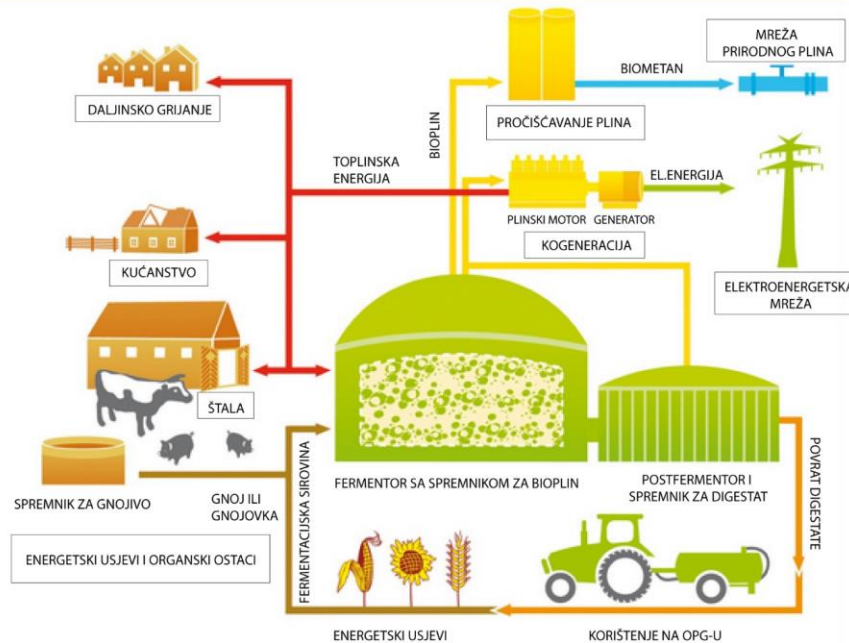 MREŽA
PRIRODNOG PLINA
BIOMETAN
DALJINSKO GRIJANJE
PROČIŠĆAVANJE PLINA
BIOPLIN
TOPLINSKA
ENERGIJA
EL.ENERGIJA
PLINSKI MOTOR
GENERATOR
KOGENERACIJA
KUĆANSTVO
ELEKTROENERGETSKA
MREŽA
ŠTALA
SPREMNIK ZA GNOJIVO
GNOJ ILI
GNOJOVKA
FERMENTACIJSKA SIROVINA
FERMENTOR SA SPREMNIKOM ZA BIOPLIN
POSTFERMENTOR I
SPREMNIK ZA DIGESTAT
POVRAT DIGESTATE
ENERGETSKI USJEVI I ORGANSKI OSTACI
ENERGETSKI USJEVI
KORIŠTENJE NA OPG-U